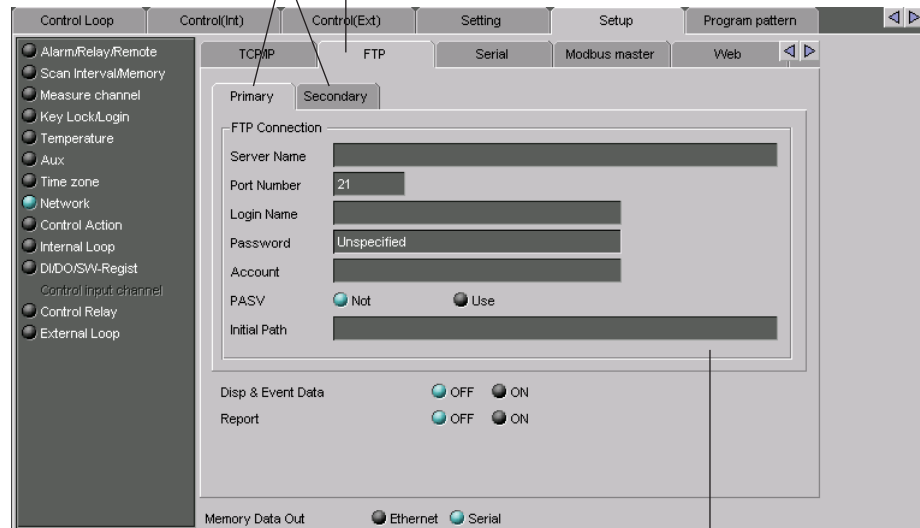 Control Loop Control(Int) Control(Ext) Setting Setup Program pattern
Alarm/Relay/Remote
Scan Interval/Memory
Measure channel
Key Lock/Login
Temperature
Aux
Time zone
Network
Control Action
Internal Loop
DI/DO/SW-Regist
Control input channel
Control Relay
External Loop
TCP/IP FTP Serial Modbus master Web
Primary Secondary
FTP Connection
Server Name
Port Number 21
Login Name
Password Unspecified
Account
PASV Not Use
Initial Path
Disp & Event Data OFF ON
Report OFF ON
Memory Data Out Ethernet Serial